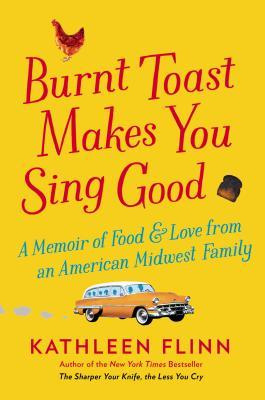 Burnt Toast
Makes You
Sing Good
A Memoir of Food & Love from
an American Midwest Family
KATHLEEN FLINN
Author of the New York Times Bestseller
The Sharper Your Knife, the Less You Cry